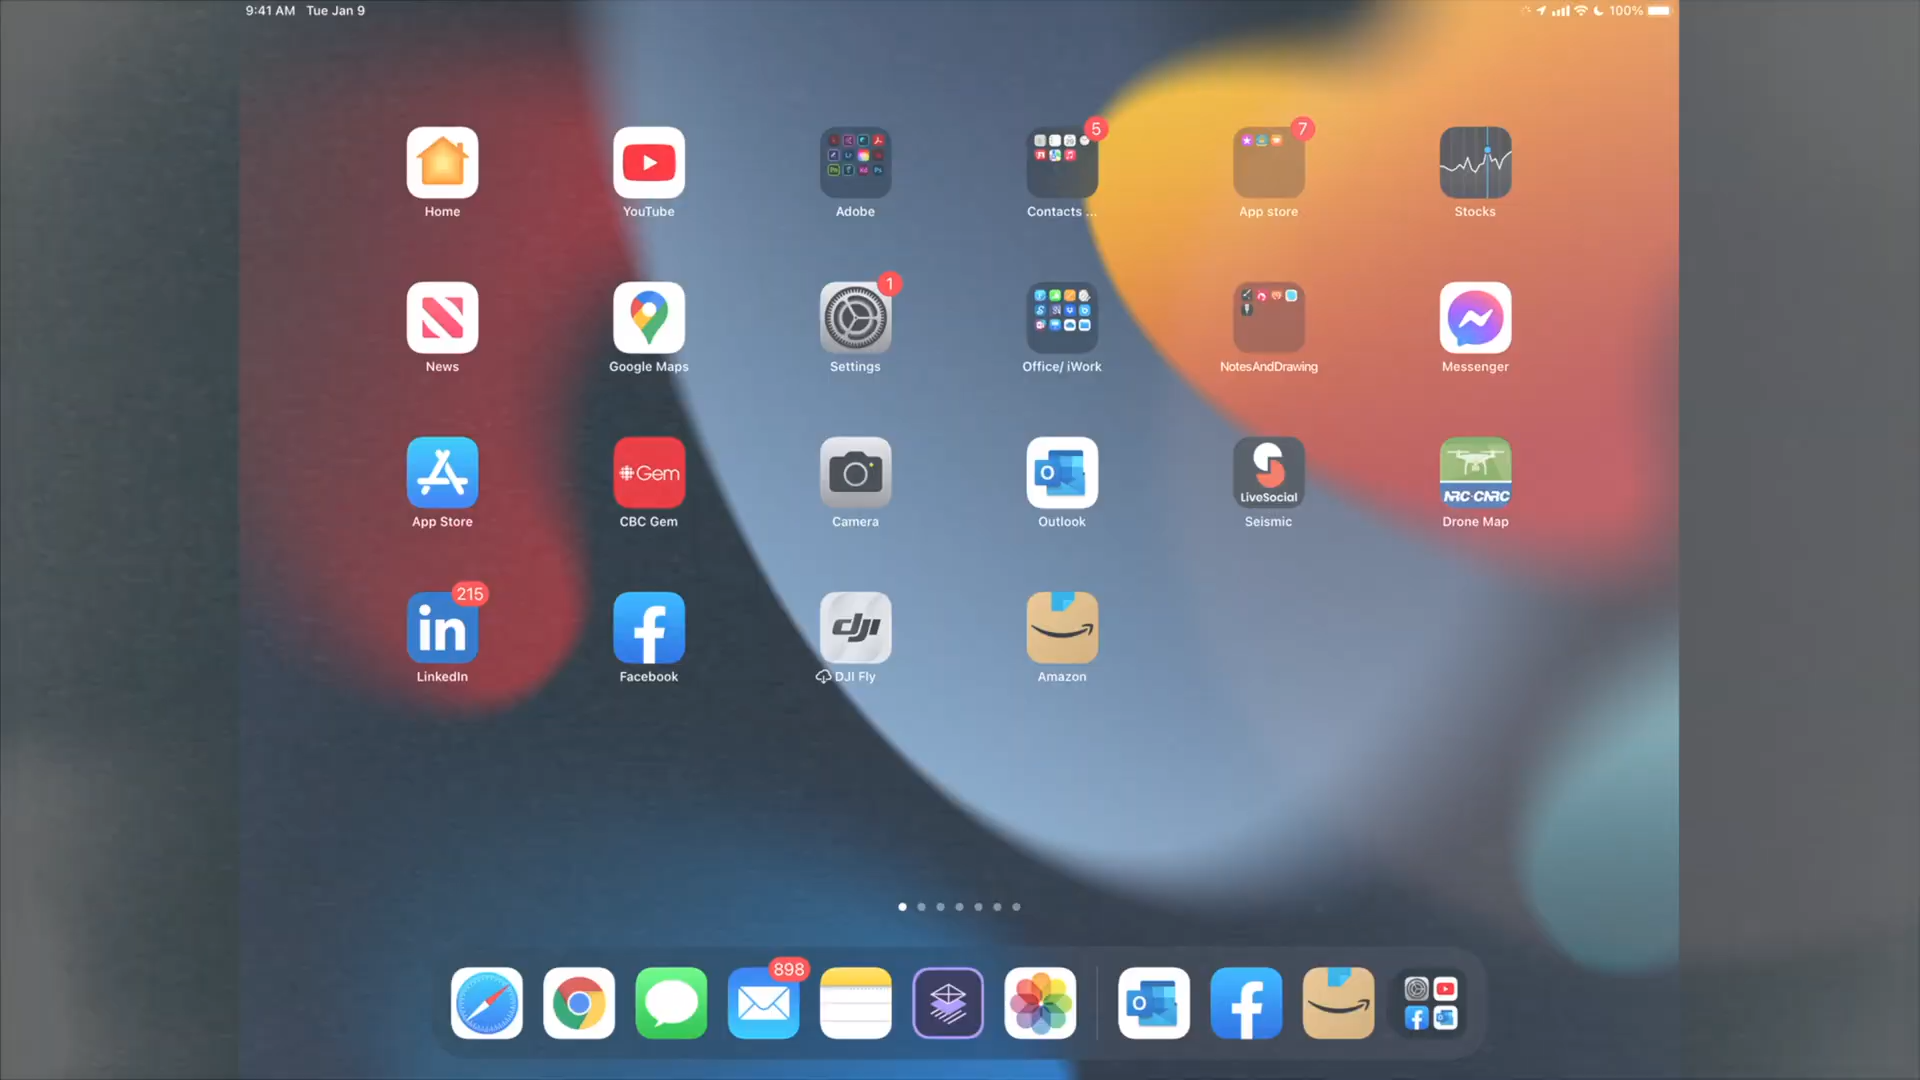 9:41 AM Tue Jan 9
100%
5
7
Home
YouTube
Adobe
Contacts ...
App store
Stocks
1
News
Google Maps
Settings
Office/ iWork
NotesAndDrawing
Messenger
Gem
LiveSocial
NRC-CNRC
App Store
CBC Gem
Camera
Outlook
Seismic
Drone Map
215
in
dji
LinkedIn
Facebook
DJI Fly
Amazon
898